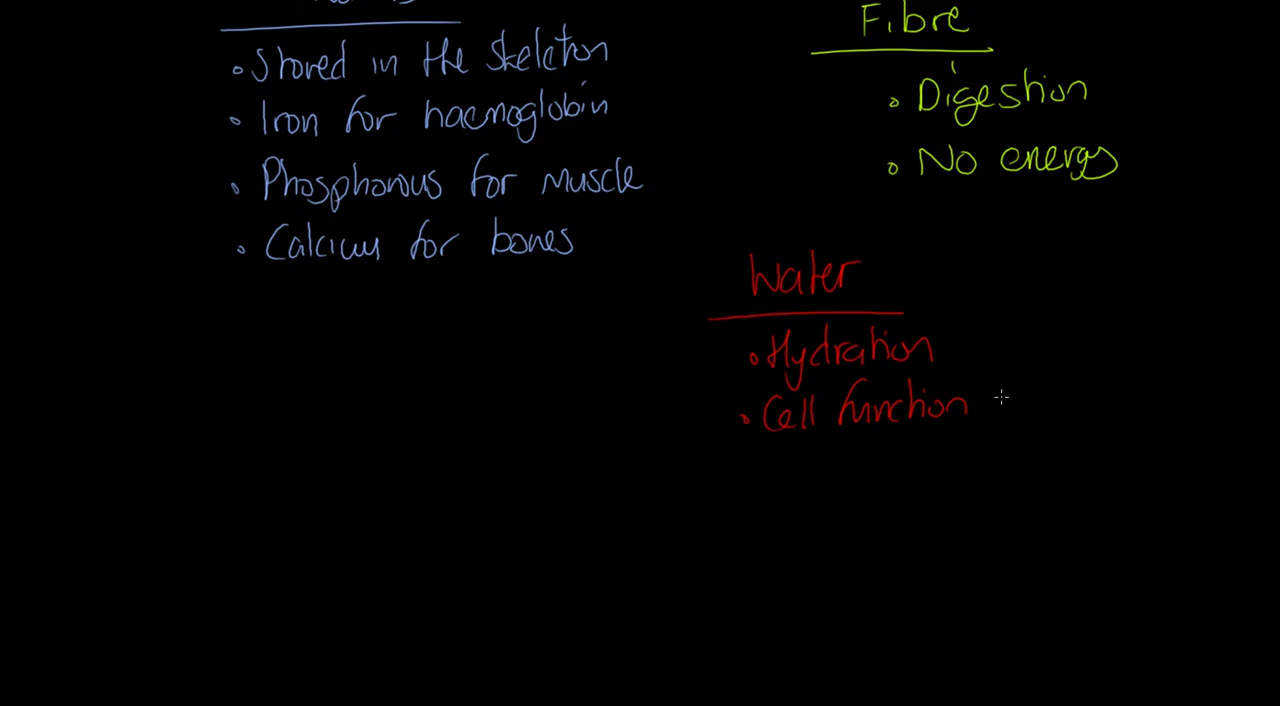 • Stored in the skeleton
• Iron for haemoglobin
• Phosphorous for muscle
• Calcium for bones
Fibre
• Digestion
• No energy
Water
• Hydration
• Cell function